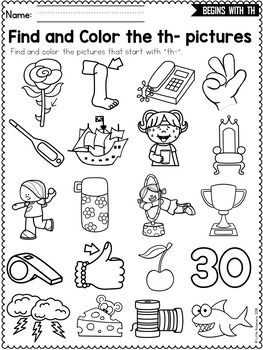 Name:
BEGINS WITH TH
Find and Color the th- pictures
Find and color the pictures that start with "th-".
30